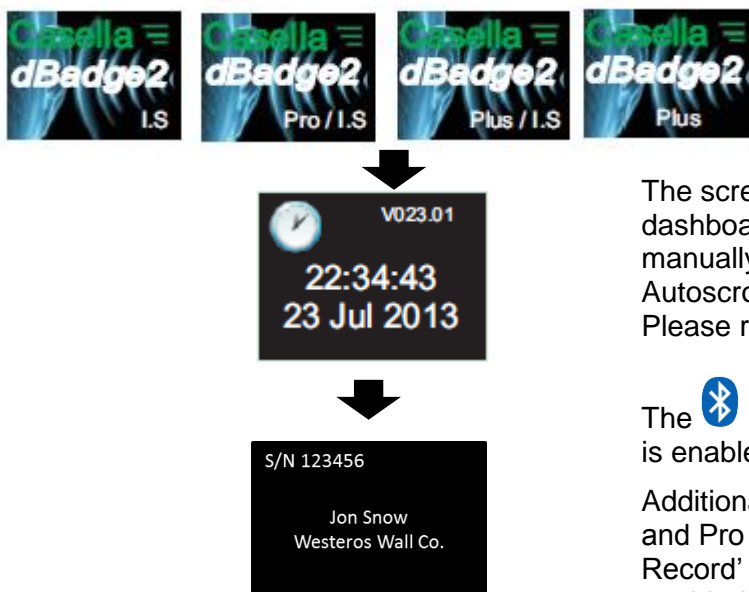 Casella
dBadge2
I.S
Casella
dBadge2
Pro / I.S
Casella
dBadge2
Plus / I.S
Casella
dBadge2
Plus
V023.01
22:34:43
23 Jul 2013
S/N 123456
Jon Snow
Westeros Wall Co.
The scre
dashboa
manually
Autoscro
Please r
The
is enable
Additiona
and Pro
Record'